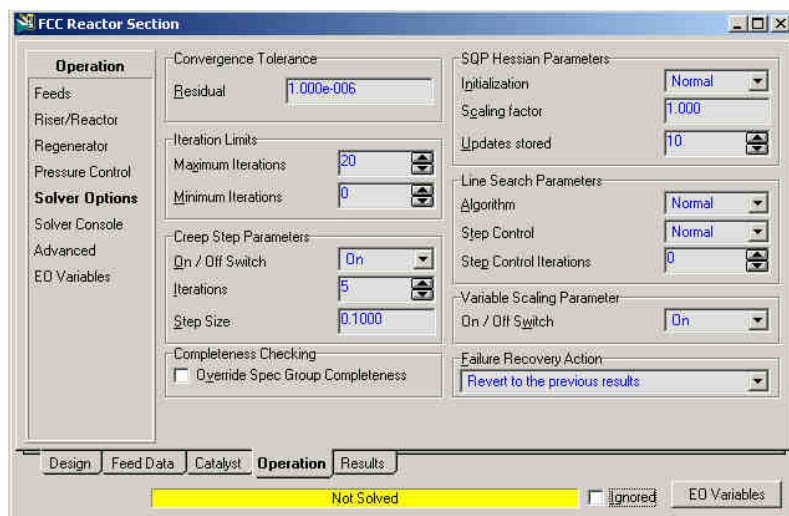 FCC Reactor Section
Operation
Feeds
Riser/Reactor
Regenerator
Pressure Control
Solver Options
Solver Console
Advanced
EO Variables
Convergence Tolerance
Residual 1.000e-006
Iteration Limits
Maximum Iterations 20
Minimum Iterations 0
Creep Step Parameters
On / Off Switch On
Iterations 5
Step Size 0.1000
Completeness Checking
Override Spec Group Completeness
SQP Hessian Parameters
Initialization Normal
Scaling factor 1.000
Updates stored 10
Line Search Parameters
Algorithm Normal
Step Control Normal
Step Control Iterations 0
Variable Scaling Parameter
On / Off Switch On
Failure Recovery Action
Revert to the previous results
Design Feed Data Catalyst Operation Results
Not Solved Ignored EO Variables